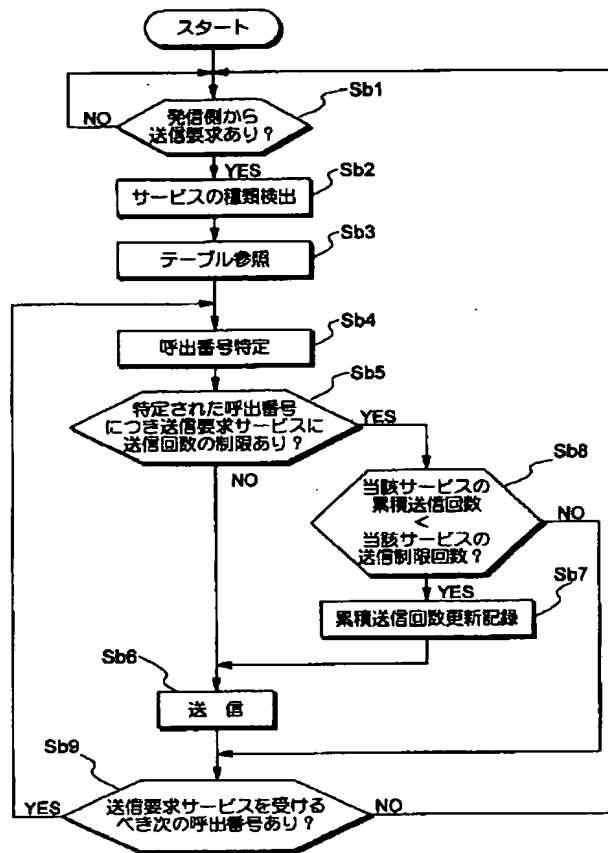 スタート
Sb1
発信側から
送信要求あり?
NO
YES
Sb2
サービスの種類検出
Sb3
テーブル参照
Sb4
呼出番号特定
Sb5
特定された呼出番号
につき送信要求サービスに
送信回数の制限あり?
YES
NO
Sb8
当該サービスの
累積送信回数
<
当該サービスの
送信制限回数?
NO
YES
Sb7
累積送信回数更新記録
Sb6
送 信
Sb9
送信要求サービスを受ける
べき次の呼出番号あり?
YES
NO